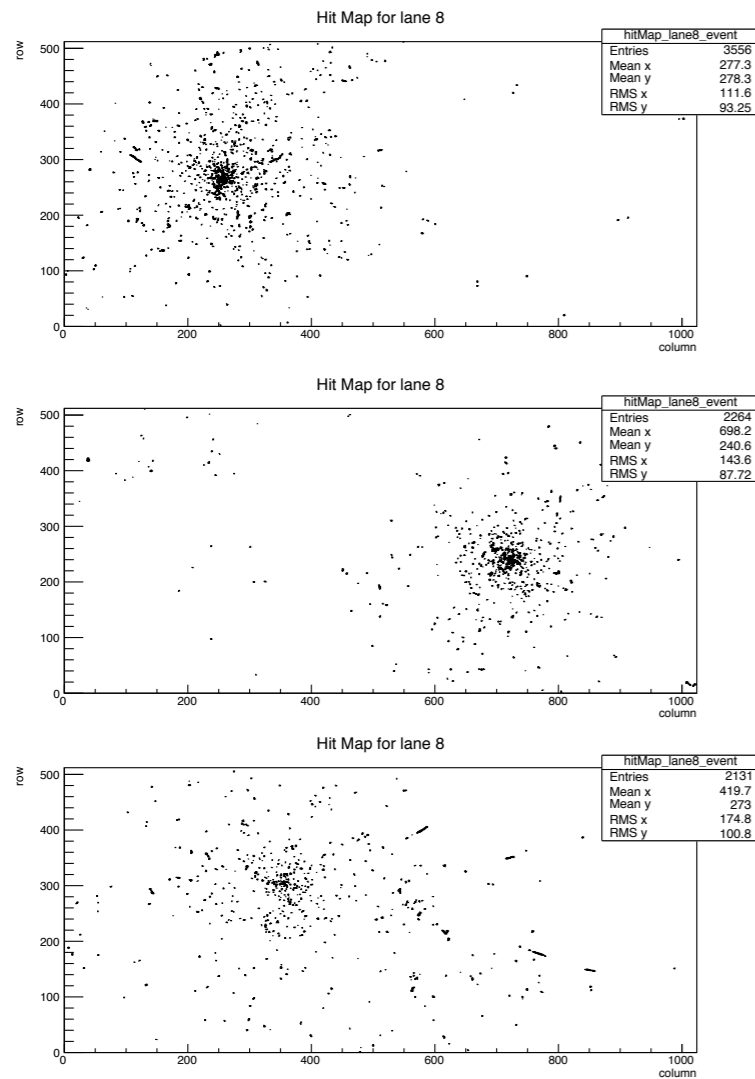 Hit Map for lane 8
hitMap_lane8_event
Entries 3556
Mean x 277.3
Mean y 278.3
RMS x 111.6
RMS y 93.25
row
500
400
300
200
100
0
0 200 400 600 800 1000
column
Hit Map for lane 8
hitMap_lane8_event
Entries 2264
Mean x 698.2
Mean y 240.6
RMS x 143.6
RMS y 87.72
row
500
400
300
200
100
0
0 200 400 600 800 1000
column
Hit Map for lane 8
hitMap_lane8_event
Entries 2131
Mean x 419.7
Mean y 273
RMS x 174.8
RMS y 100.8
row
500
400
300
200
100
0
0 200 400 600 800 1000
column